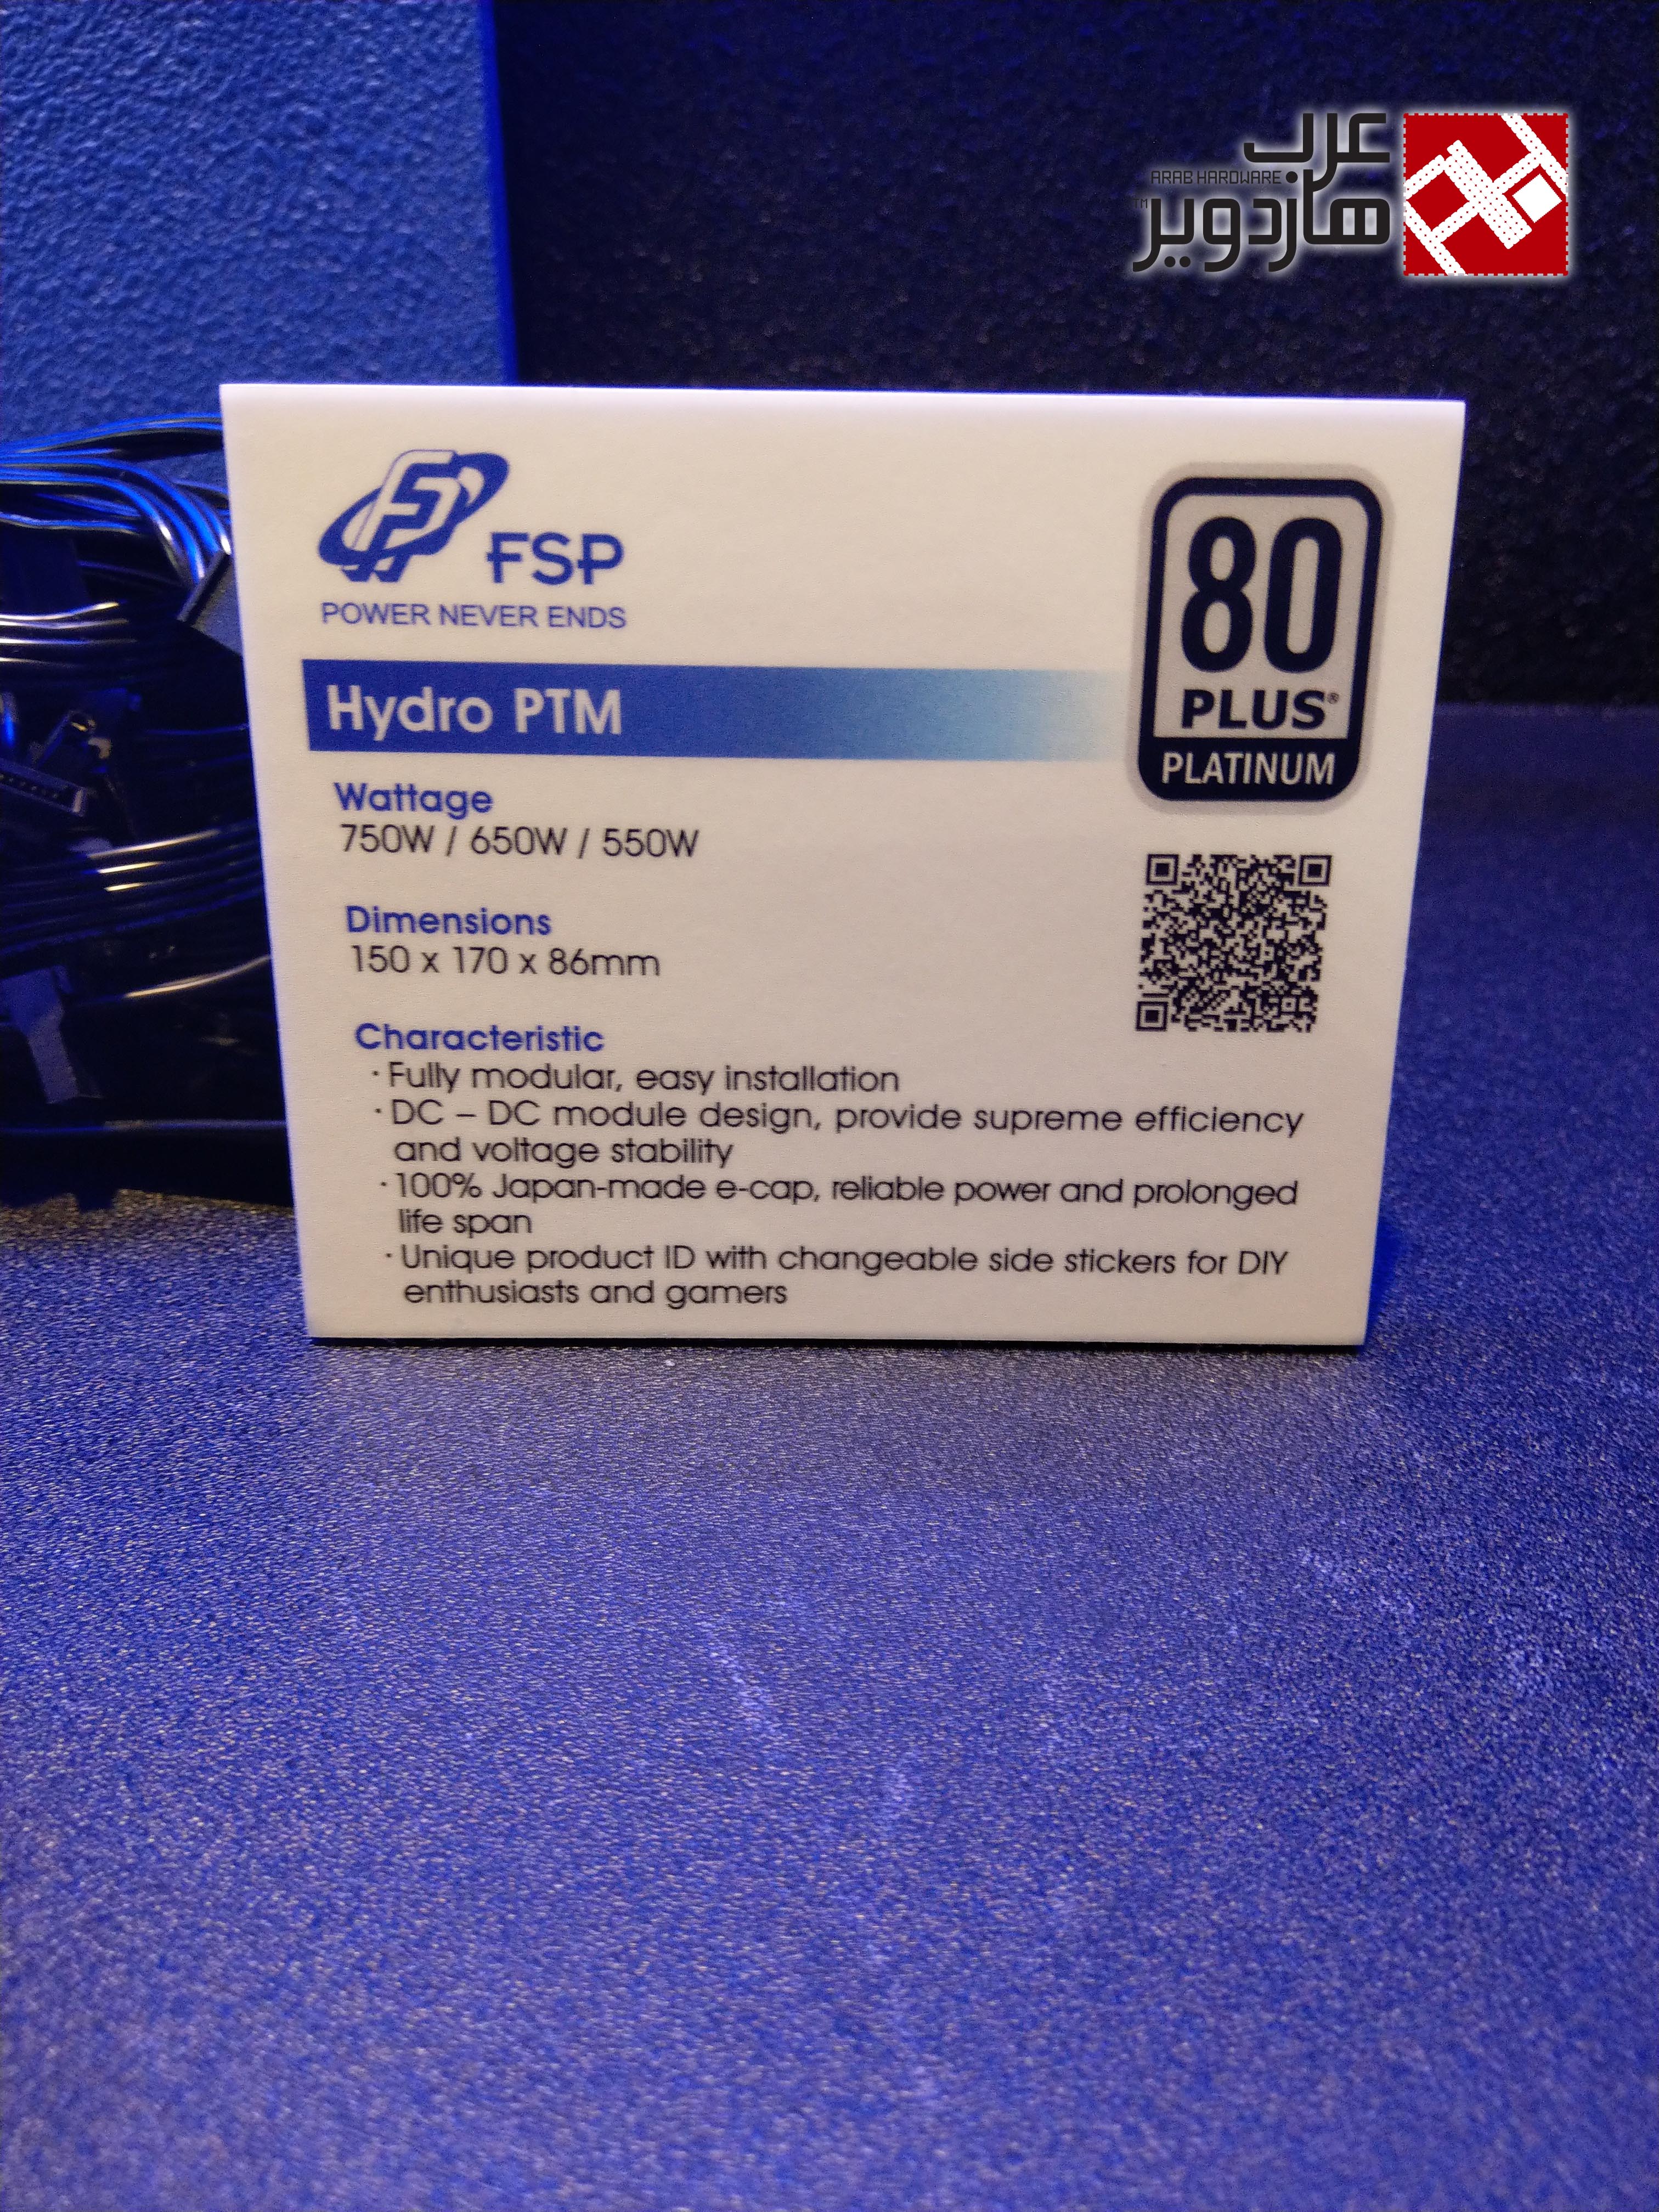 عرب
ARAB HARDWARE
هاردوير
TM
FSP
POWER NEVER ENDS
80
PLUS®
PLATINUM
Hydro PTM
Wattage
750W / 650W / 550W
Dimensions
150 x 170 x 86mm
Characteristic
· Fully modular, easy installation
· DC – DC module design, provide supreme efficiency
and voltage stability
· 100% Japan-made e-cap, reliable power and prolonged
life span
· Unique product ID with changeable side stickers for DIY
enthusiasts and gamers